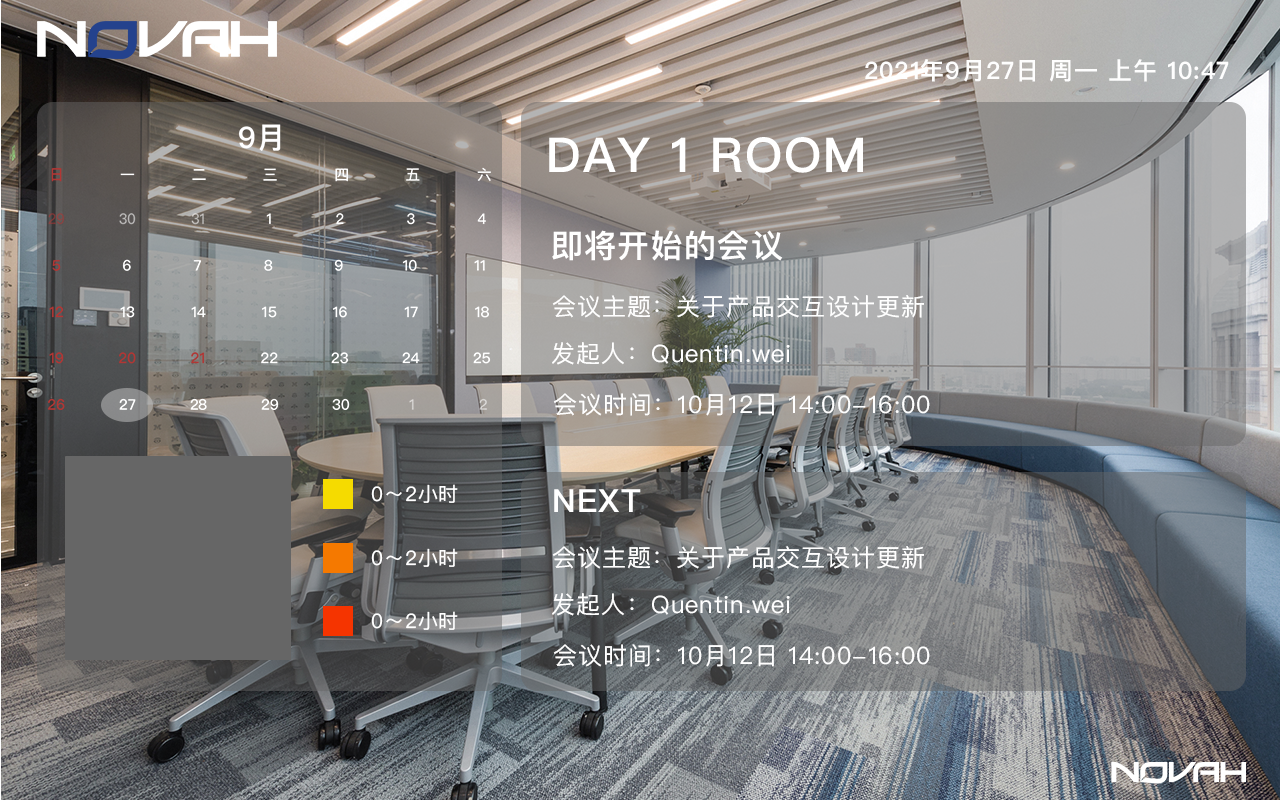 NOVAH
2021年9月27日 周一 上午 10:47
9月
日 一 二 三 四 五 六
29 30 31 1 2 3 4
5 6 7 8 9 10 11
12 13 14 15 16 17 18
19 20 21 22 23 24 25
26 27 28 29 30 1 2
0～2小时
0～2小时
0～2小时
DAY 1 ROOM
即将开始的会议
会议主题：关于产品交互设计更新
发起人：Quentin.wei
会议时间：10月12日 14:00–16:00
NEXT
会议主题：关于产品交互设计更新
发起人：Quentin.wei
会议时间：10月12日 14:00–16:00
NOVAH